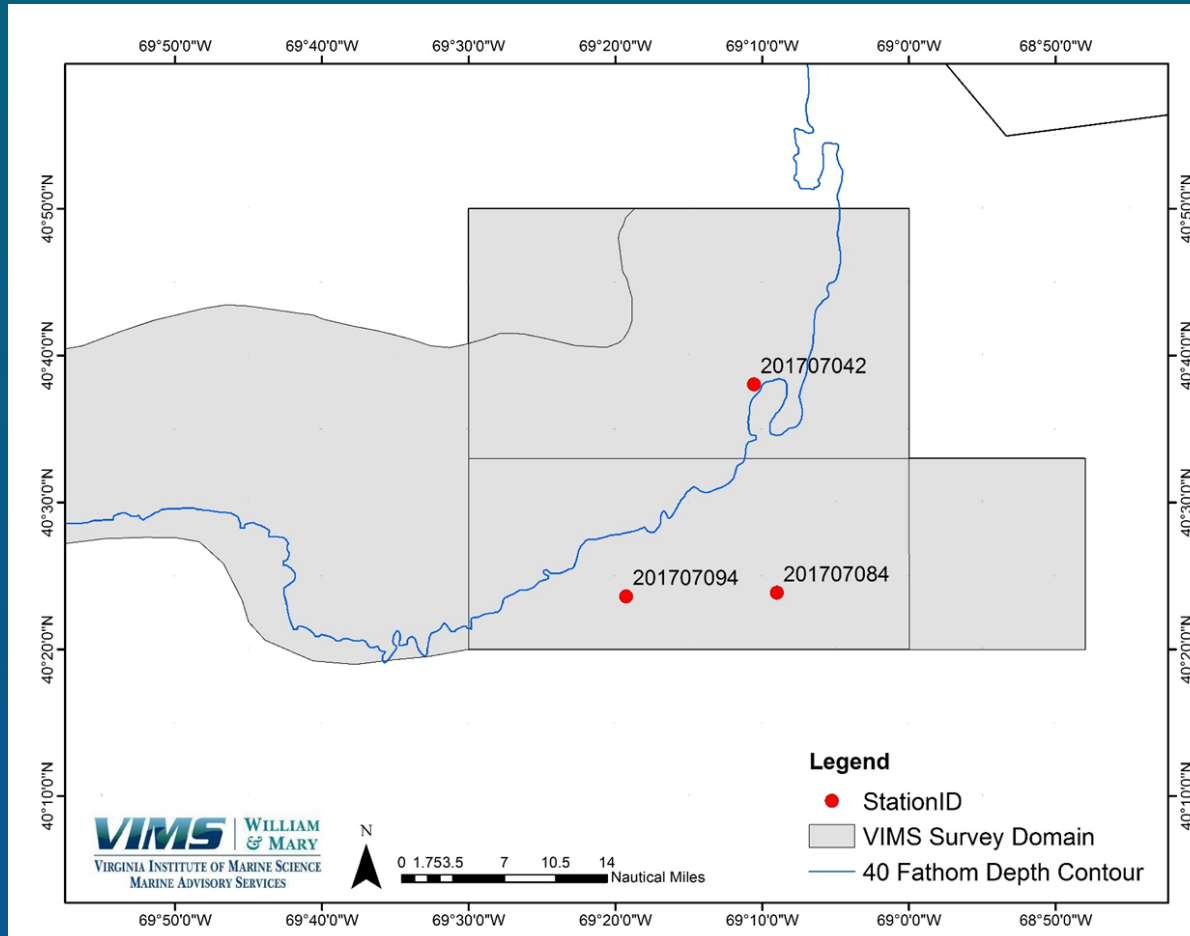 69°50'0"W 69°40'0"W 69°30'0"W 69°20'0"W 69°10'0"W 69°0'0"W 68°50'0"W
40°50'0"N 40°50'0"N
40°40'0"N 40°40'0"N
201707042
40°30'0"N 40°30'0"N
201707094 201707084
40°20'0"N 40°20'0"N
40°10'0"N 40°10'0"N
Legend
StationID
VIMS Survey Domain
40 Fathom Depth Contour
VIMS | WILLIAM
& MARY
VIRGINIA INSTITUTE OF MARINE SCIENCE
MARINE ADVISORY SERVICES
N
0 1.753.5 7 10.5 14
Nautical Miles
69°50'0"W 69°40'0"W 69°30'0"W 69°20'0"W 69°10'0"W 69°0'0"W 68°50'0"W